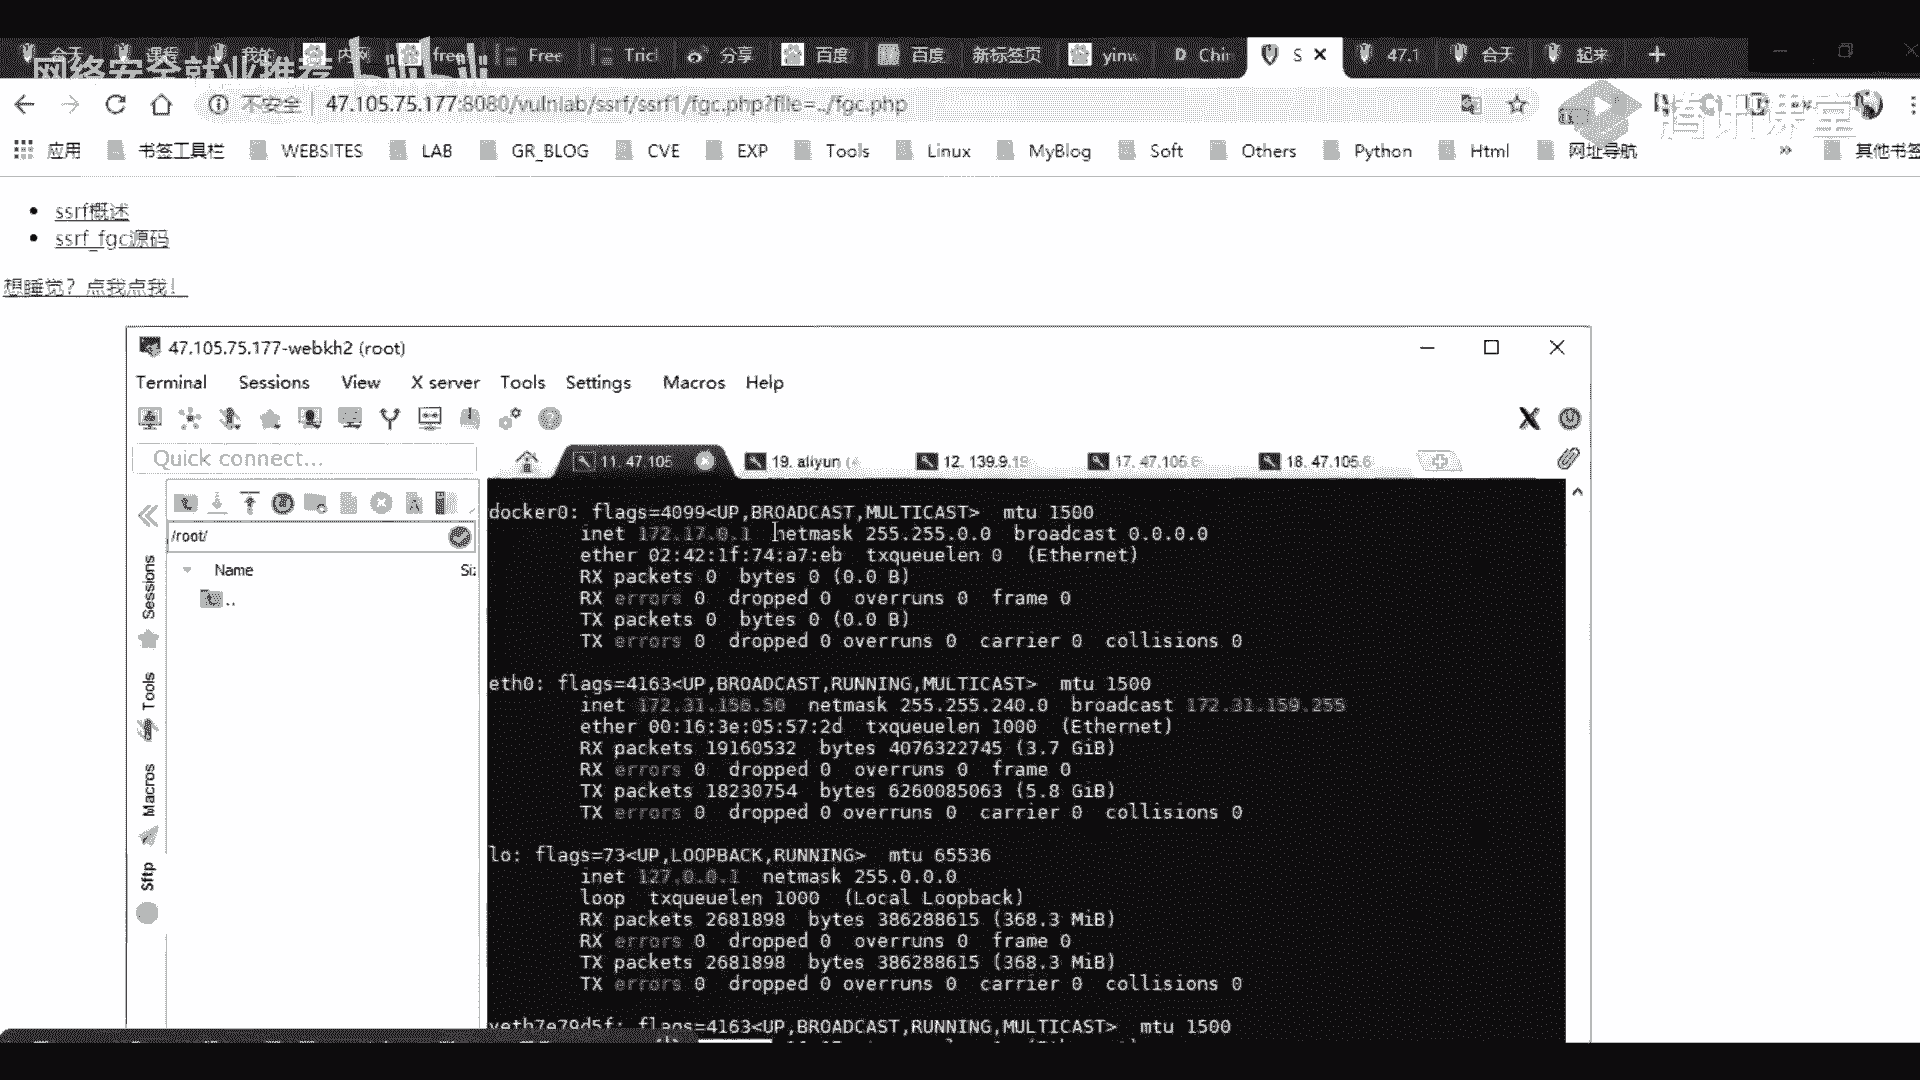 合天 课程 我的 内网 free Free Tricl 分享 百度 百度 新标签页 yinw D Chir S 47.1 合天 起来
网络安全就业推荐 bilibili
不安全 47.105.75.177:8080/vulnlab/ssrf/ssrf1/fgc.php?file=../fgc.php
腾讯课堂
应用 书签工具栏 WEBSITES LAB GR_BLOG CVE EXP Tools Linux MyBlog Soft Others Python Html 网址导航 » 其他书签
ssrf概述
ssrf_fgc源码
想睡觉？点我点我！
47.105.75.177-webkh2 (root)
Terminal Sessions View X server Tools Settings Macros Help
Quick connect...
11. 47.105 19. aliyun (A 12. 139.9.19 17. 47.105.6 18. 47.105.6
/root/
Name Siz
..
Sessions
Tools
Macros
Sftp
docker0: flags=4099<UP,BROADCAST,MULTICAST> mtu 1500
inet 172.17.0.1 netmask 255.255.0.0 broadcast 0.0.0.0
ether 02:42:1f:74:a7:eb txqueuelen 0 (Ethernet)
RX packets 0 bytes 0 (0.0 B)
RX errors 0 dropped 0 overruns 0 frame 0
TX packets 0 bytes 0 (0.0 B)
TX errors 0 dropped 0 overruns 0 carrier 0 collisions 0
eth0: flags=4163<UP,BROADCAST,RUNNING,MULTICAST> mtu 1500
inet 172.31.156.50 netmask 255.255.240.0 broadcast 172.31.159.255
ether 00:16:3e:05:57:2d txqueuelen 1000 (Ethernet)
RX packets 19160532 bytes 4076322745 (3.7 GiB)
RX errors 0 dropped 0 overruns 0 frame 0
TX packets 18230754 bytes 6260085063 (5.8 GiB)
TX errors 0 dropped 0 overruns 0 carrier 0 collisions 0
lo: flags=73<UP,LOOPBACK,RUNNING> mtu 65536
inet 127.0.0.1 netmask 255.0.0.0
loop txqueuelen 1000 (Local Loopback)
RX packets 2681898 bytes 386288615 (368.3 MiB)
RX errors 0 dropped 0 overruns 0 frame 0
TX packets 2681898 bytes 386288615 (368.3 MiB)
TX errors 0 dropped 0 overruns 0 carrier 0 collisions 0
veth7e79d5f: flags=4163<UP,BROADCAST,RUNNING,MULTICAST> mtu 1500